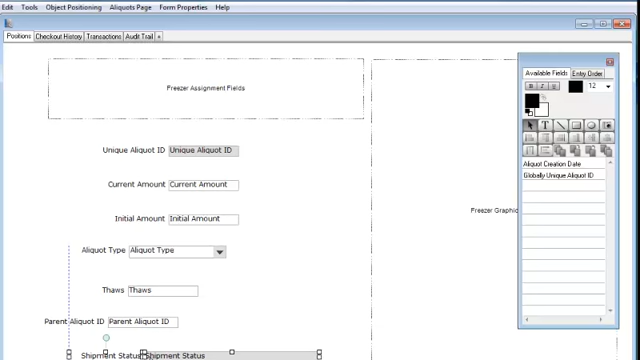 Edit Tools Object Positioning Aliquots Page Form Properties Help
Positions Checkout History Transactions Audit Trail
Freezer Assignment Fields
Unique Aliquot ID Unique Aliquot ID
Current Amount Current Amount
Initial Amount Initial Amount
Aliquot Type Aliquot Type
Thaws Thaws
Parent Aliquot ID Parent Aliquot ID
Shipment Status Shipment Status
Freezer Graphic
Available Fields Entry Order
B I U 12
T
Aliquot Creation Date
Globally Unique Aliquot ID